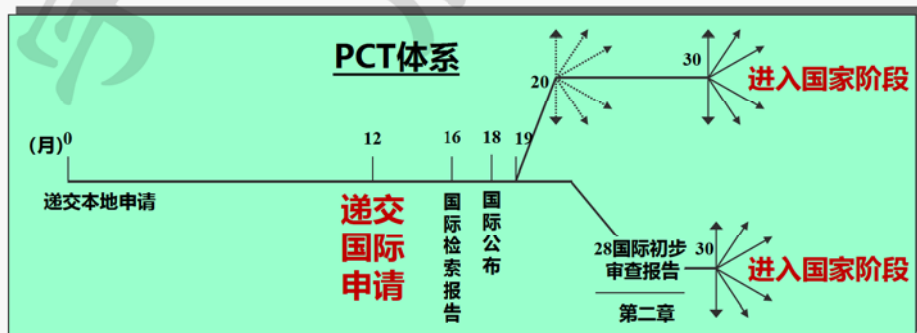 PCT体系
20
30
进入国家阶段
(月)
0
12
16
18
19
递交本地申请
递交
国际
申请
国际检索报告
国际公布
28国际初步
审查报告
第二章
30
进入国家阶段